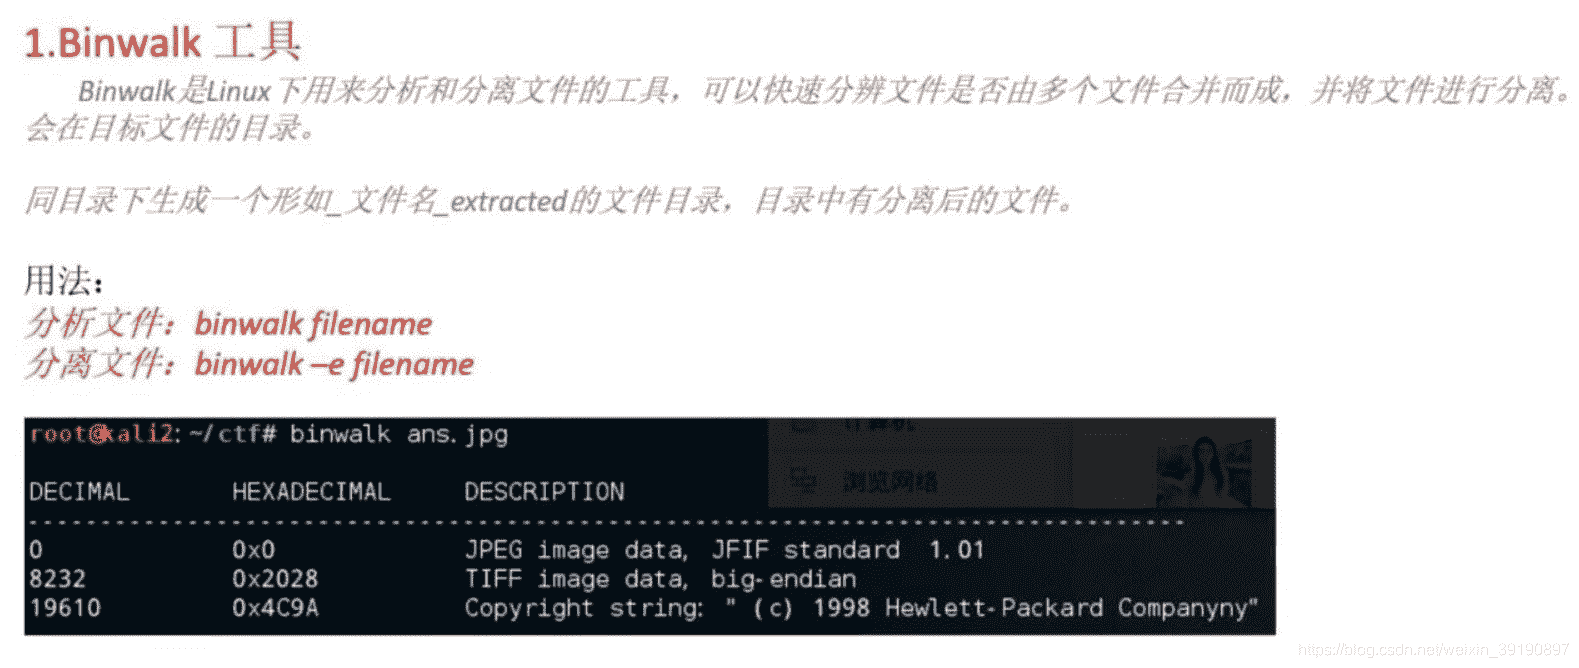 1.Binwalk 工具
Binwalk是Linux下用来分析和分离文件的工具，可以快速分辨文件是否由多个文件合并而成，并将文件进行分离。
会在目标文件的目录。
同目录下生成一个形如_文件名_extracted的文件目录，目录中有分离后的文件。
用法：
分析文件：binwalk filename
分离文件：binwalk –e filename
root@kali2:~/ctf# binwalk ans.jpg
计算机
浏览网络
DECIMAL HEXADECIMAL DESCRIPTION
--------------------------------------------------------------------------------
0 0x0 JPEG image data, JFIF standard 1.01
8232 0x2028 TIFF image data, big-endian
19610 0x4C9A Copyright string: " (c) 1998 Hewlett-Packard Companyny"
https://blog.csdn.net/weixin_39190897